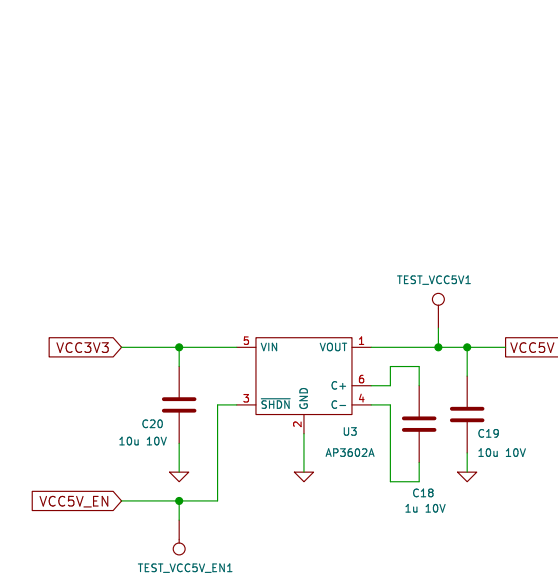 TEST_VCC5V1
VCC3V3
5
VIN
VOUT
1
VCC5V
C+
6
3
SHDN
GND
C-
4
2
C20
10u 10V
U3
AP3602A
C19
10u 10V
C18
1u 10V
VCC5V_EN
TEST_VCC5V_EN1